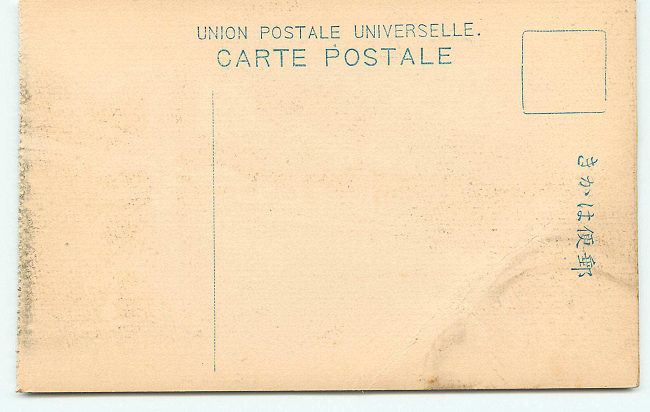 UNION POSTALE UNIVERSELLE.
CARTE POSTALE
きかは便郵